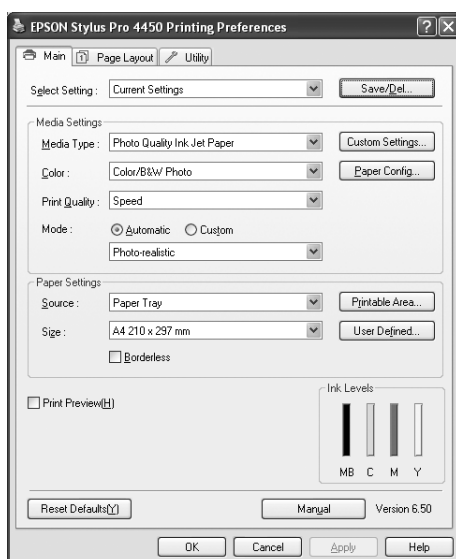 EPSON Stylus Pro 4450 Printing Preferences
Main Page Layout Utility
Select Setting : Current Settings Save/Del...
Media Settings
Media Type : Photo Quality Ink Jet Paper Custom Settings...
Color : Color/B&W Photo Paper Config...
Print Quality : Speed
Mode : Automatic Custom
Photo-realistic
Paper Settings
Source : Paper Tray Printable Area...
Size : A4 210 x 297 mm User Defined...
Borderless
Print Preview(H)
Ink Levels
MB C M Y
Reset Defaults(Y) Manual Version 6.50
OK Cancel Apply Help